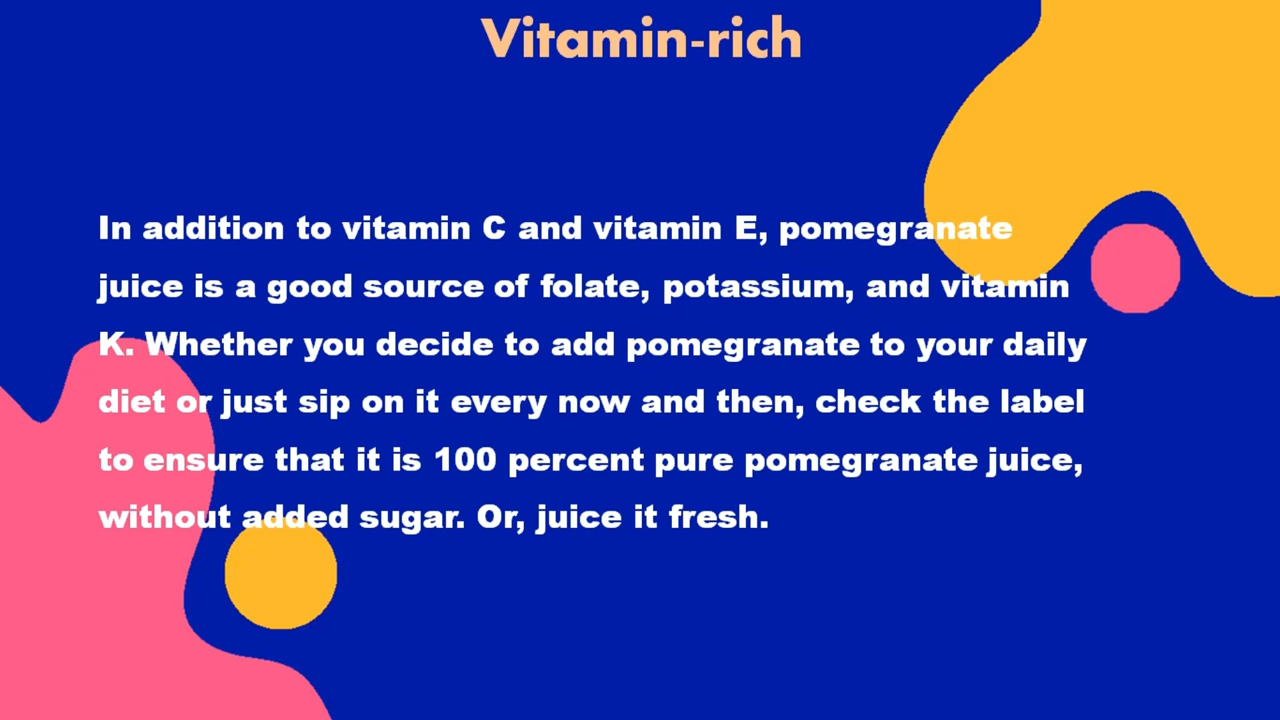 Vitamin-rich
In addition to vitamin C and vitamin E, pomegranate
juice is a good source of folate, potassium, and vitamin
K. Whether you decide to add pomegranate to your daily
diet or just sip on it every now and then, check the label
to ensure that it is 100 percent pure pomegranate juice,
without added sugar. Or, juice it fresh.